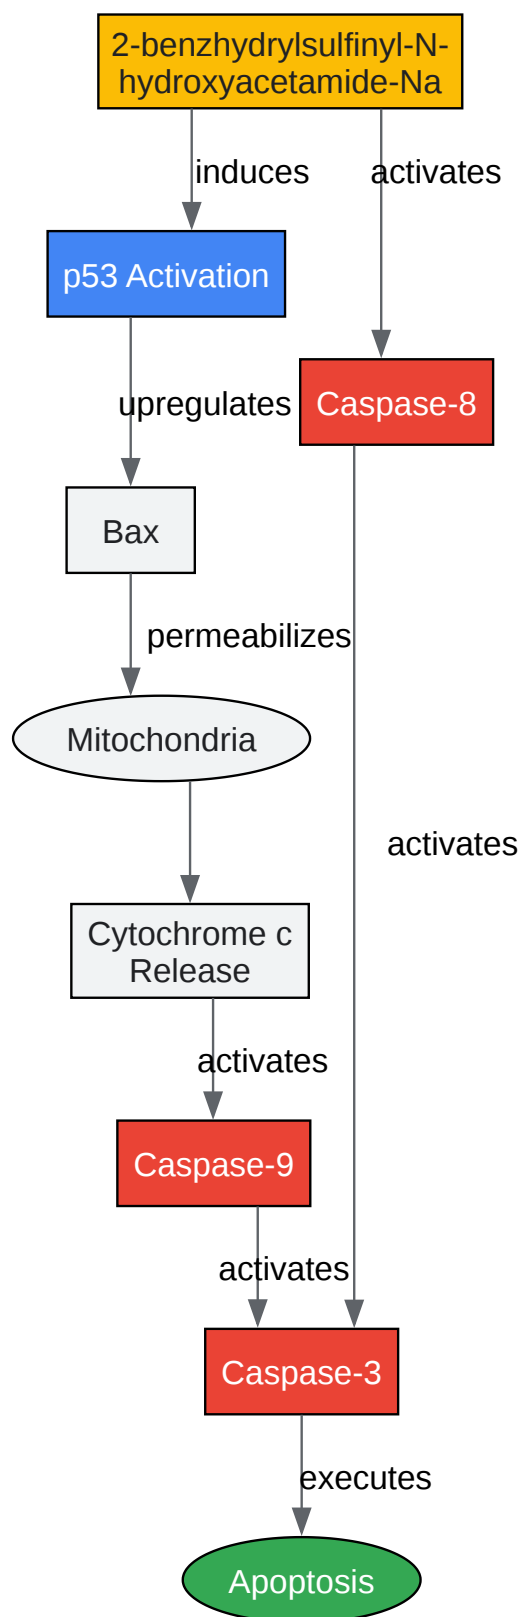 2-benzhydrylsulfinyl-N-
hydroxyacetamide-Na
induces
activates
p53 Activation
Caspase-8
upregulates
Bax
permeabilizes
Mitochondria
activates
Cytochrome c
Release
activates
Caspase-9
activates
Caspase-3
executes
Apoptosis